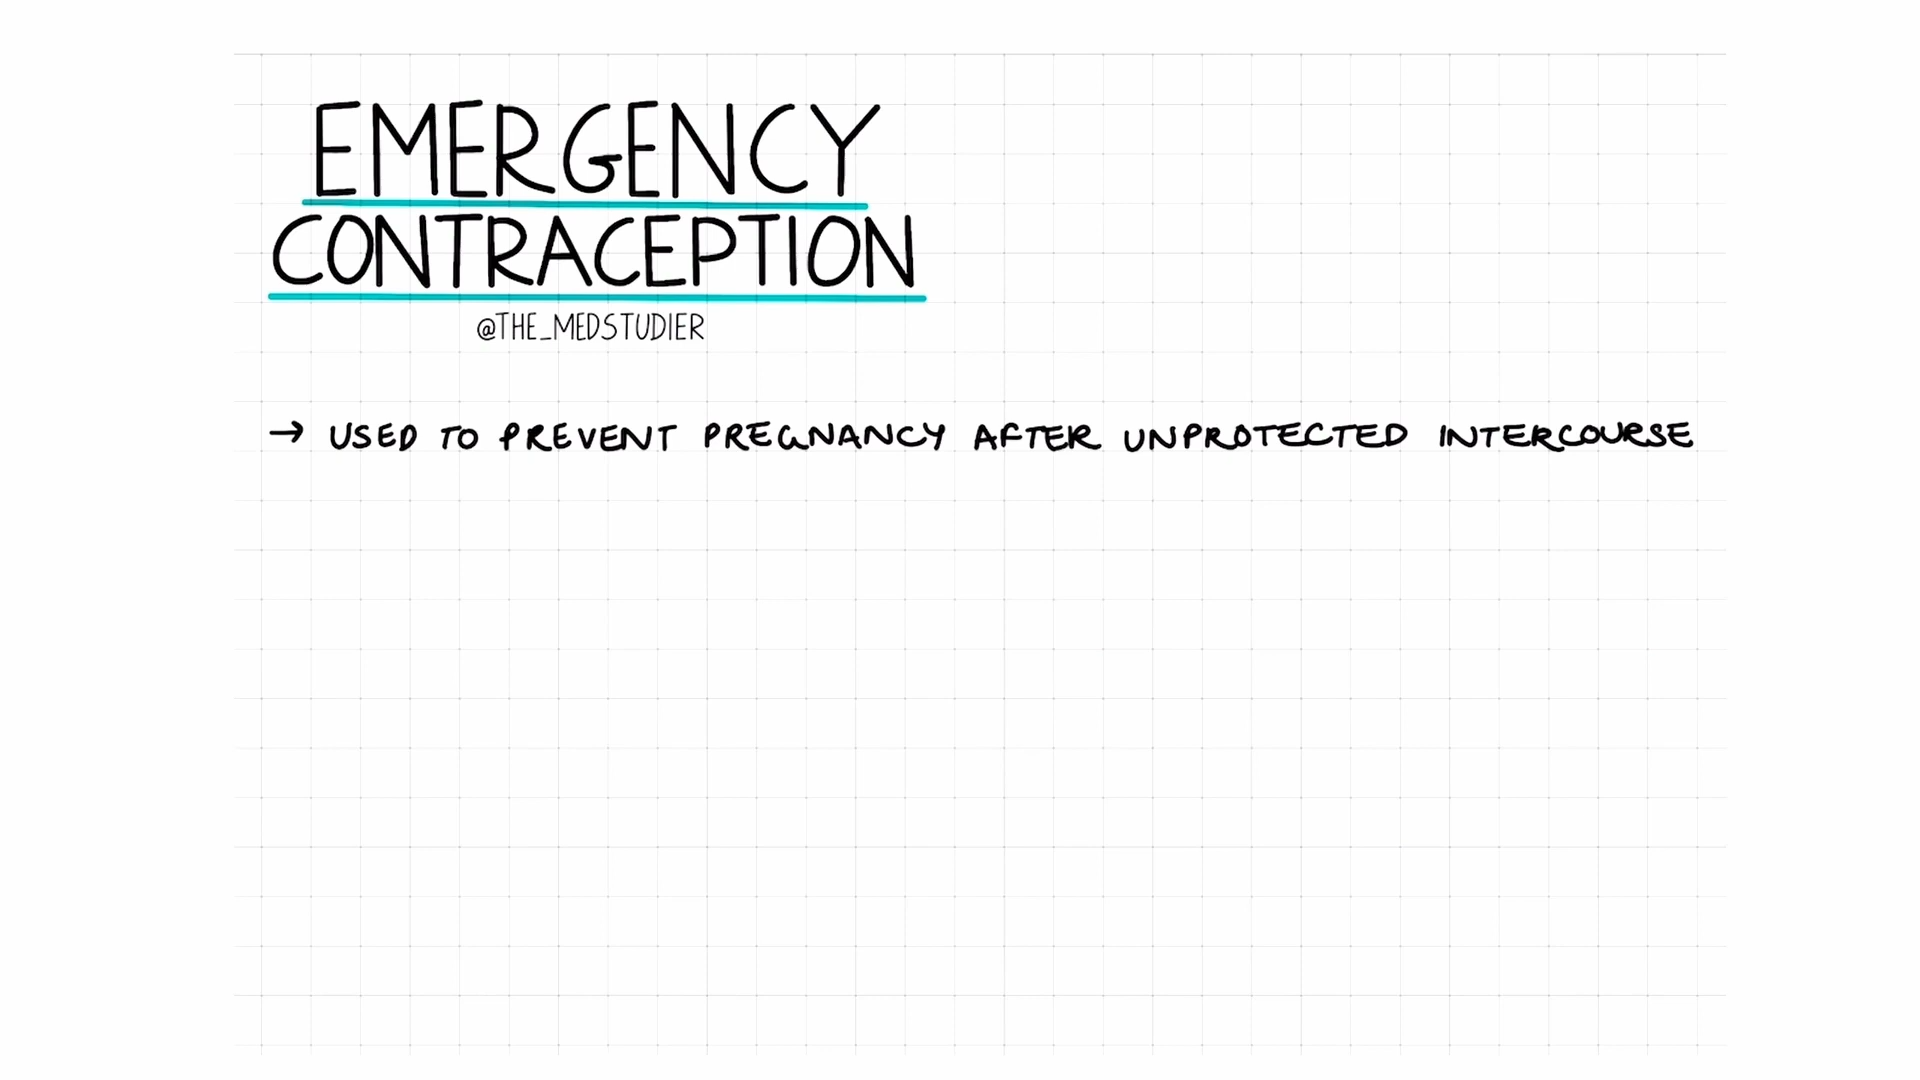 EMERGENCY
CONTRACEPTION
@THE_MEDSTUDIER
→ USED TO PREVENT PREGNANCY AFTER UNPROTECTED INTERCOURSE